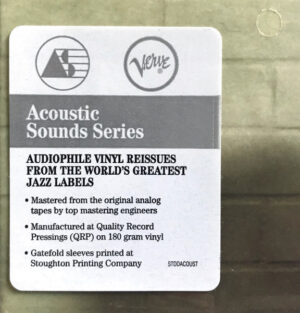 Verve
Acoustic
Sounds Series
AUDIOPHILE VINYL REISSUES
FROM THE WORLD'S GREATEST
JAZZ LABELS
• Mastered from the original analog
tapes by top mastering engineers
• Manufactured at Quality Record
Pressings (QRP) on 180 gram vinyl
• Gatefold sleeves printed at
Stoughton Printing Company
STODACOUST